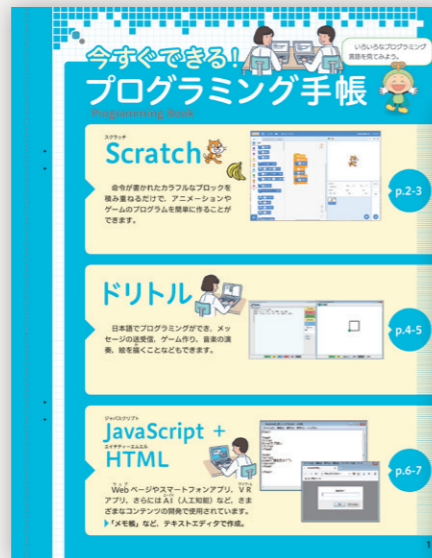 今すぐできる!
プログラミング手帳
Programming Book
いろいろなプログラミング
言語を見てみよう。
スクラッチ
Scratch
命令が書かれたカラフルなブロックを
積み重ねるだけで、アニメーションや
ゲームのプログラムを簡単に作ることが
できます。
p.2-3
ドリトル
日本語でプログラミングができ、メッ
セージの送受信、ゲーム作り、音楽の演
奏、絵を描くことなどもできます。
p.4-5
ジャバスクリプト
JavaScript +
エイチティーエムエル
HTML
ウェブ
Webページやスマートフォンアプリ、VR
アプリ、さらにはAI(人工知能)など、さま
ざまなコンテンツの開発で使用されています。
▶「メモ帳」など、テキストエディタで作成。
p.6-7
1